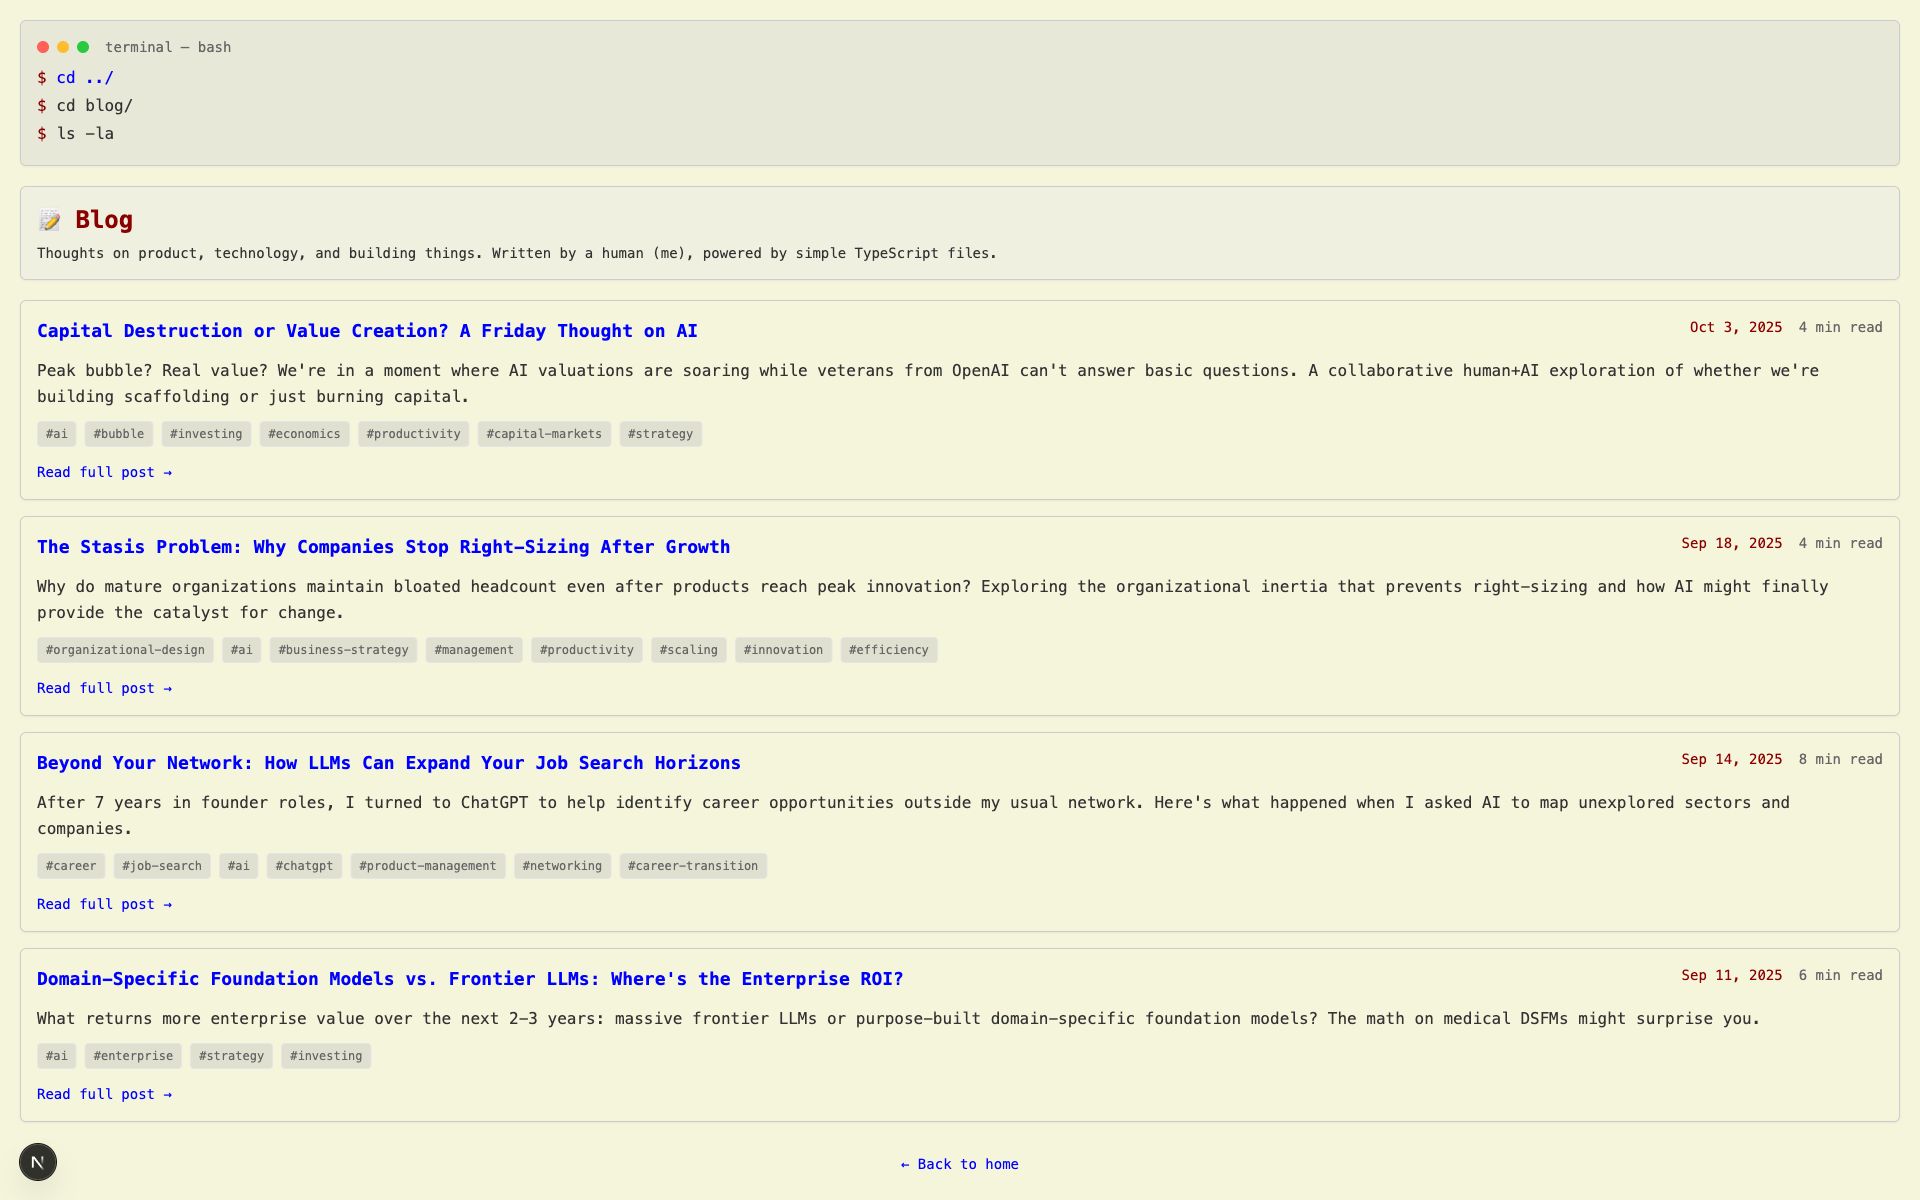 terminal — bash
$ cd ../
$ cd blog/
$ ls -la
📝 Blog
Thoughts on product, technology, and building things. Written by a human (me), powered by simple TypeScript files.
Capital Destruction or Value Creation? A Friday Thought on AI
Oct 3, 2025 4 min read
Peak bubble? Real value? We're in a moment where AI valuations are soaring while veterans from OpenAI can't answer basic questions. A collaborative human+AI exploration of whether we're
building scaffolding or just burning capital.
#ai #bubble #investing #economics #productivity #capital-markets #strategy
Read full post →
The Stasis Problem: Why Companies Stop Right-Sizing After Growth
Sep 18, 2025 4 min read
Why do mature organizations maintain bloated headcount even after products reach peak innovation? Exploring the organizational inertia that prevents right-sizing and how AI might finally
provide the catalyst for change.
#organizational-design #ai #business-strategy #management #productivity #scaling #innovation #efficiency
Read full post →
Beyond Your Network: How LLMs Can Expand Your Job Search Horizons
Sep 14, 2025 8 min read
After 7 years in founder roles, I turned to ChatGPT to help identify career opportunities outside my usual network. Here's what happened when I asked AI to map unexplored sectors and
companies.
#career #job-search #ai #chatgpt #product-management #networking #career-transition
Read full post →
Domain-Specific Foundation Models vs. Frontier LLMs: Where's the Enterprise ROI?
Sep 11, 2025 6 min read
What returns more enterprise value over the next 2-3 years: massive frontier LLMs or purpose-built domain-specific foundation models? The math on medical DSFMs might surprise you.
#ai #enterprise #strategy #investing
Read full post →
N
← Back to home